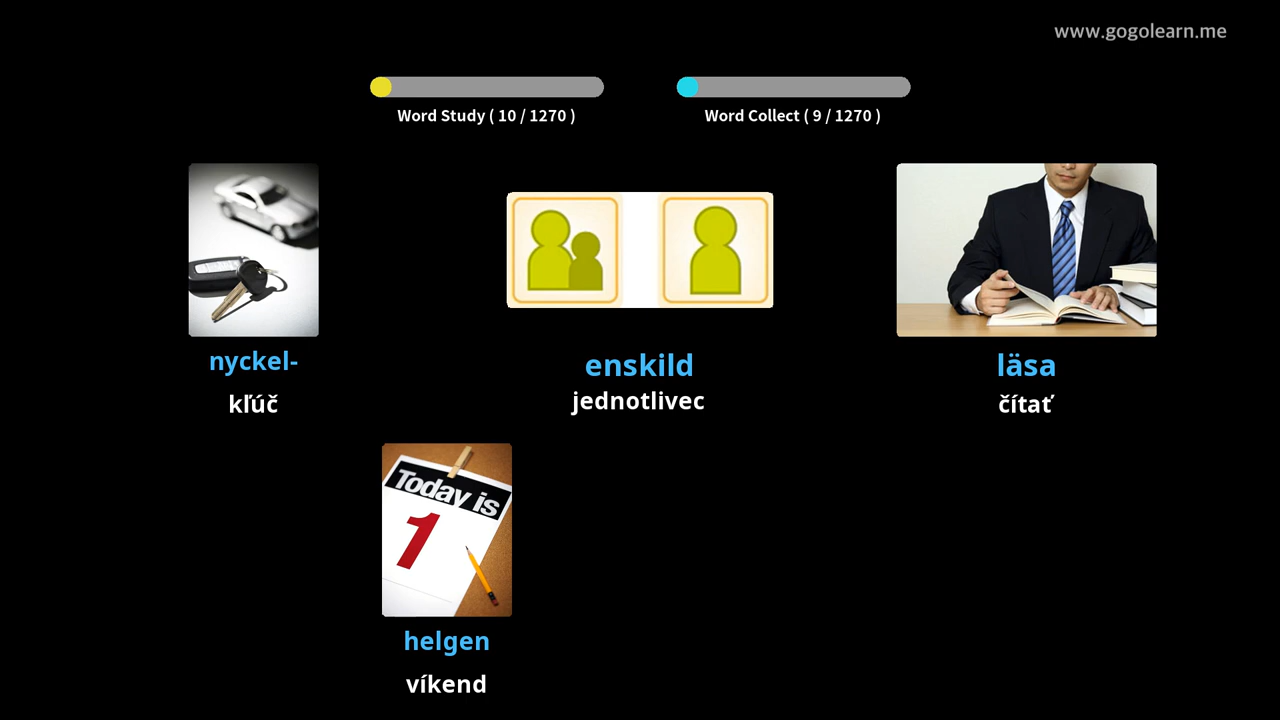 www.gogolearn.me
Word Study ( 10 / 1270 )
Word Collect ( 9 / 1270 )
nyckel-
kľúč
enskild
jednotlivec
läsa
čítať
Today is
1
helgen
víkend